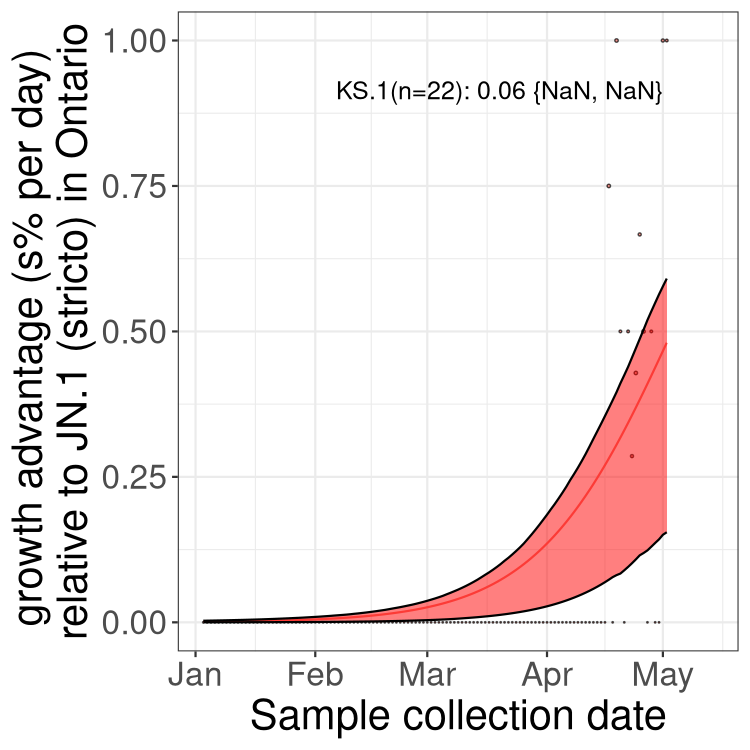 growth advantage (s% per day)
relative to JN.1 (stricto) in Ontario
1.00
0.75
0.50
0.25
0.00
KS.1(n=22): 0.06 {NaN, NaN}
Jan Feb Mar Apr May
Sample collection date